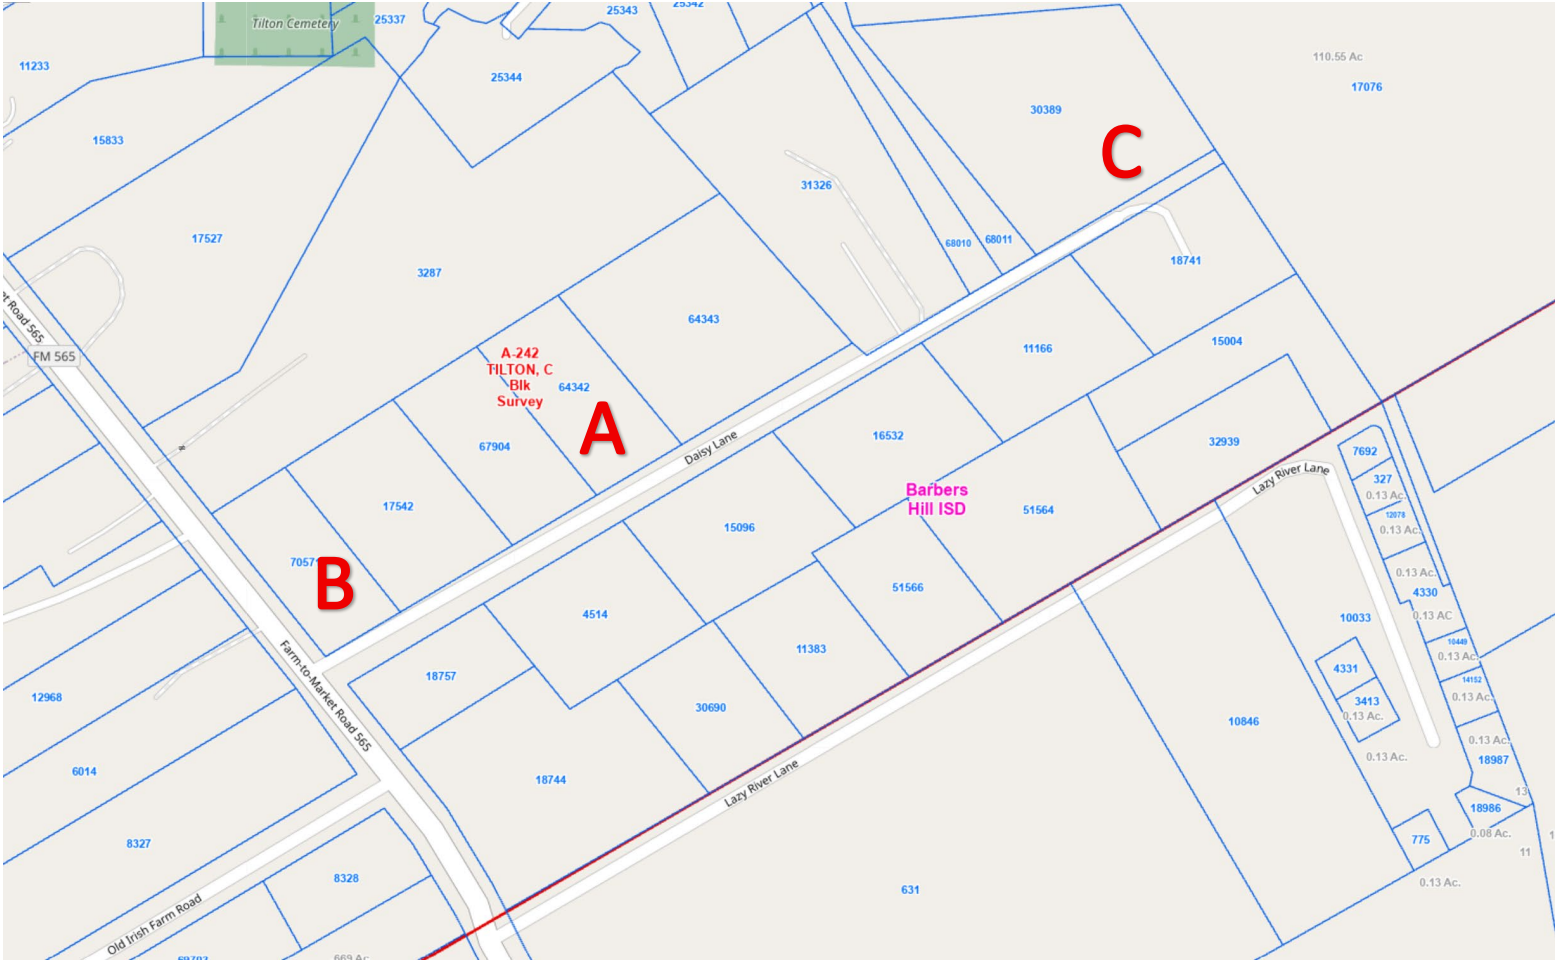 Tilton Cemetery
25337
25343
25342
11233
25344
110.55 Ac
17076
30389
15833
C
31326
17527
68010
68011
18741
3287
64343
et Road 565
FM 565
A-242
TILTON, C
Blk
Survey
64342
11166
15004
A
67904
Daisy Lane
16532
32939
7692
Lazy River Lane
327
0.13 Ac.
Barbers
Hill ISD
17542
51564
12078
0.13 Ac.
15096
70571
B
0.13 Ac.
51566
4330
4514
0.13 AC
10033
10449
11383
0.13 Ac.
4331
18757
14152
12968
0.13 Ac.
3413
0.13 Ac.
30690
10846
Farm-to-Market Road 565
0.13 Ac.
0.13 Ac.
18987
6014
18744
Lazy River Lane
13
18986
0.08 Ac.
775
8327
11
8328
0.13 Ac.
631
Old Irish Farm Road
69703
669 Ac.